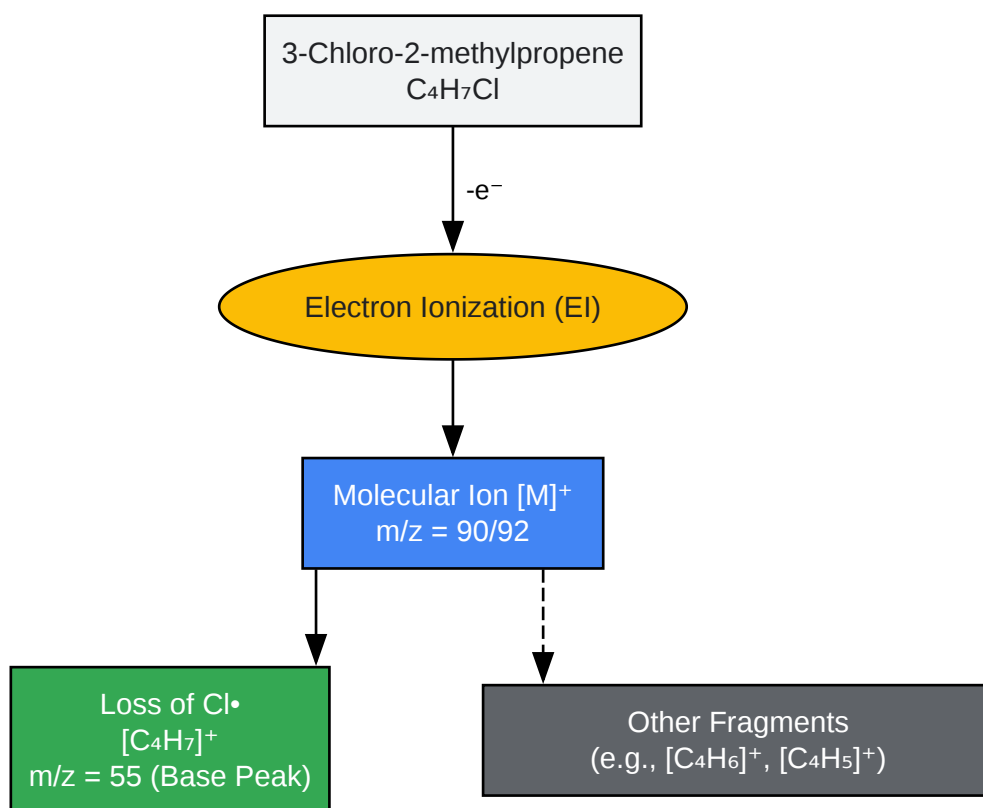 3-Chloro-2-methylpropene
C₄H₇Cl
-e⁻
Electron Ionization (EI)
Molecular Ion [M]⁺
m/z = 90/92
Loss of Cl•
[C₄H₇]⁺
m/z = 55 (Base Peak)
Other Fragments
(e.g., [C₄H₆]⁺, [C₄H₅]⁺)